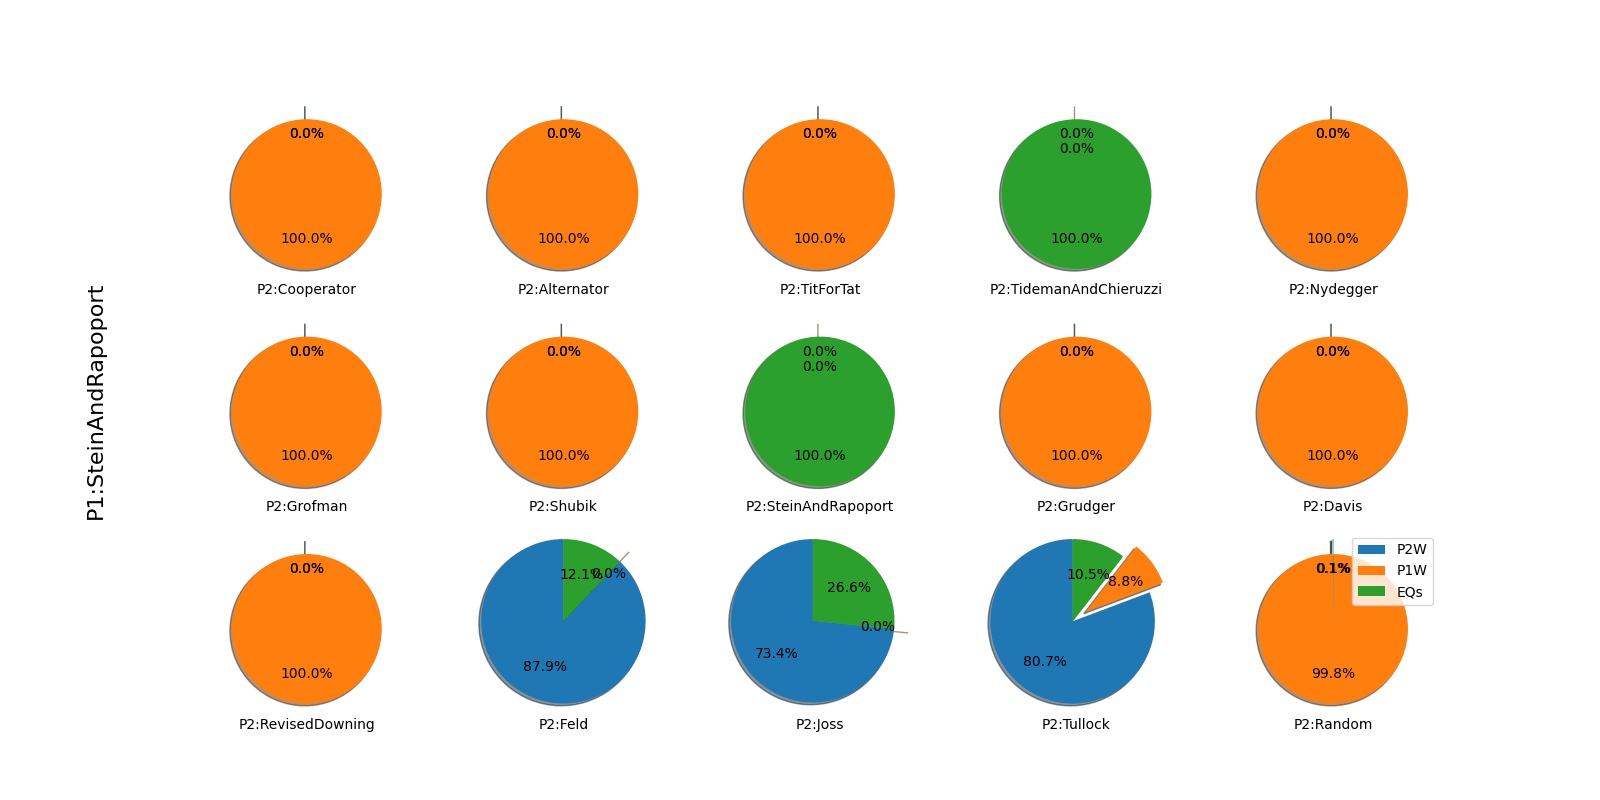 P1:SteinAndRapoport
0.0%
100.0%
P2:Cooperator
0.0%
100.0%
P2:Alternator
0.0%
100.0%
P2:TitForTat
0.0%
0.0%
100.0%
P2:TidemanAndChieruzzi
0.0%
100.0%
P2:Nydegger
0.0%
100.0%
P2:Grofman
0.0%
100.0%
P2:Shubik
0.0%
0.0%
100.0%
P2:SteinAndRapoport
0.0%
100.0%
P2:Grudger
0.0%
100.0%
P2:Davis
0.0%
100.0%
P2:RevisedDowning
12.1%
0.0%
87.9%
P2:Feld
26.6%
0.0%
73.4%
P2:Joss
10.5%
8.8%
80.7%
P2:Tullock
0.1%
99.8%
P2:Random
P2W
P1W
EQs